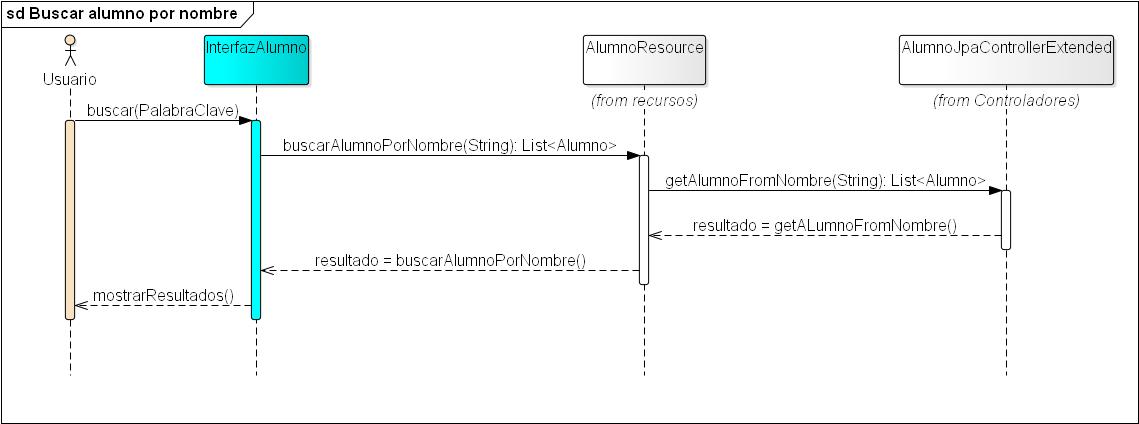 sd Buscar alumno por nombre
Usuario
InterfazAlumno
AlumnoResource
AlumnoJpaControllerExtended
(from recursos)
(from Controladores)
buscar(PalabraClave)
buscarAlumnoPorNombre(String): List<Alumno>
getAlumnoFromNombre(String): List<Alumno>
resultado = getALumnoFromNombre()
resultado = buscarAlumnoPorNombre()
mostrarResultados()